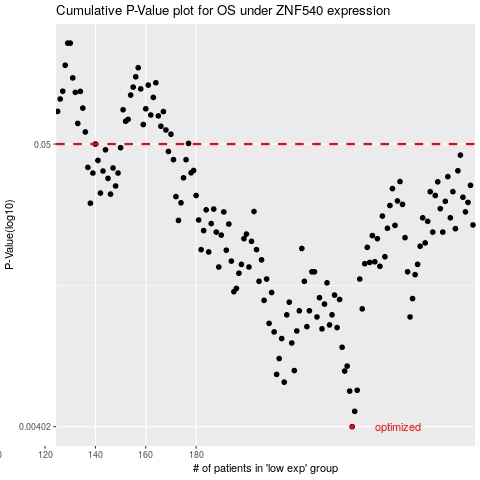 Cumulative P-Value plot for OS under ZNF540 expression
P-Value(log10)
0.05
0.00402
optimized
0 120 140 160 180
# of patients in 'low exp' group